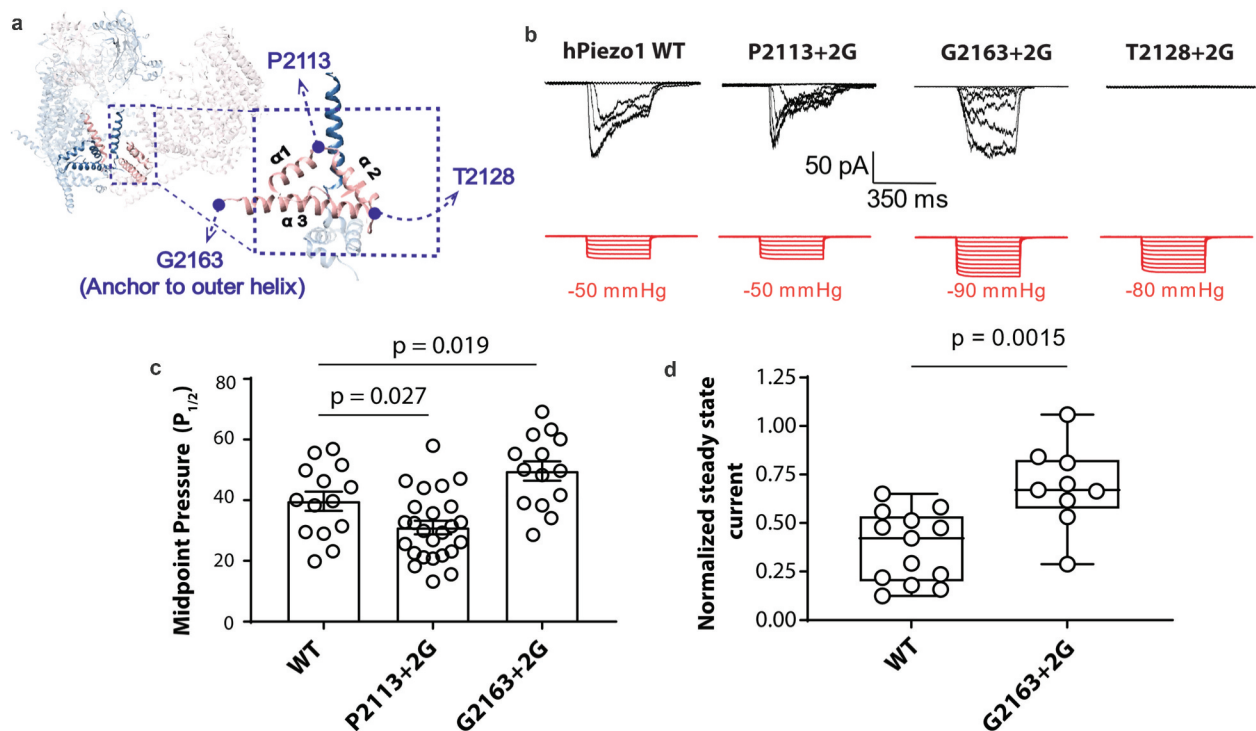 a
P2113
α1
α 2
T2128
α 3
G2163
(Anchor to outer helix)
b
hPiezo1 WT
P2113+2G
G2163+2G
T2128+2G
50 pA
350 ms
-50 mmHg
-50 mmHg
-90 mmHg
-80 mmHg
c
p = 0.019
p = 0.027
Midpoint Pressure (P1/2)
80
60
40
20
0
WT
P2113+2G
G2163+2G
d
p = 0.0015
Normalized steady state
current
1.25
1.00
0.75
0.50
0.25
0.00
WT
G2163+2G